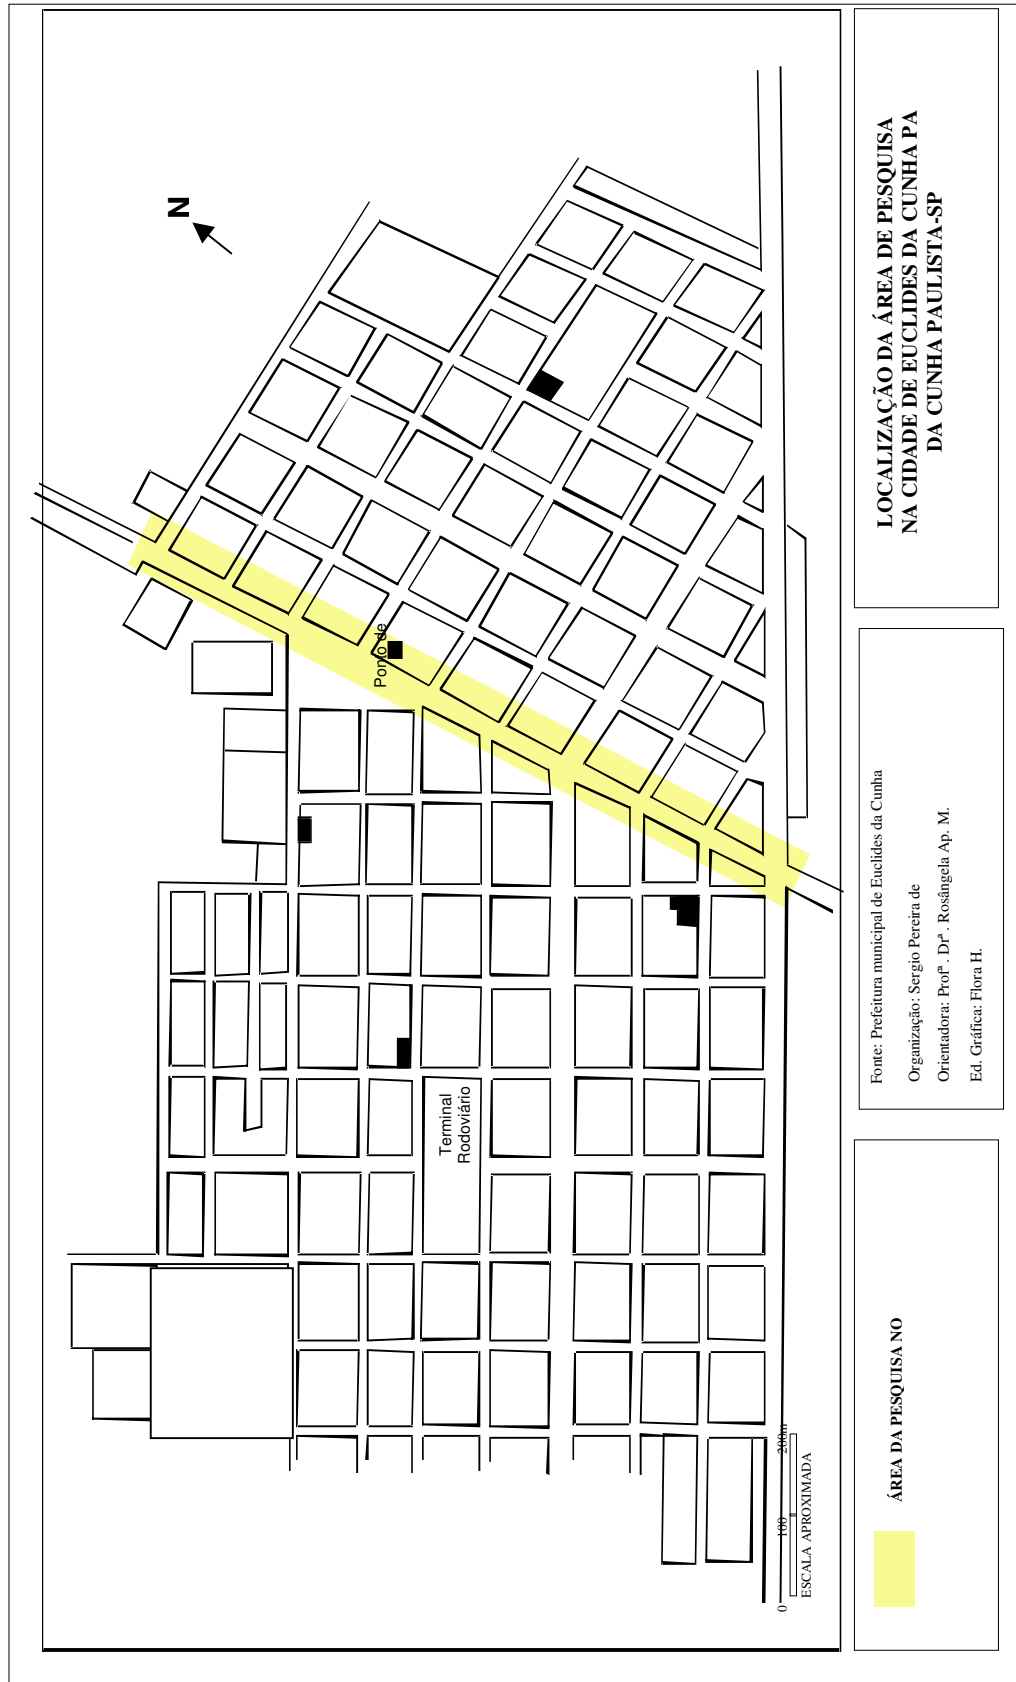 LOCALIZAÇÃO DA ÁREA DE PESQUISA
NA CIDADE DE EUCLIDES DA CUNHA PA
DA CUNHA PAULISTA-SP
N
Ponto de
Terminal
Rodoviário
0 100 200m
ESCALA APROXIMADA
Fonte: Prefeitura municipal de Euclides da Cunha
Organização: Sergio Pereira de
Orientadora: Profª . Drª . Rosângela Ap. M.
Ed. Gráfica: Flora H.
ÁREA DA PESQUISA NO